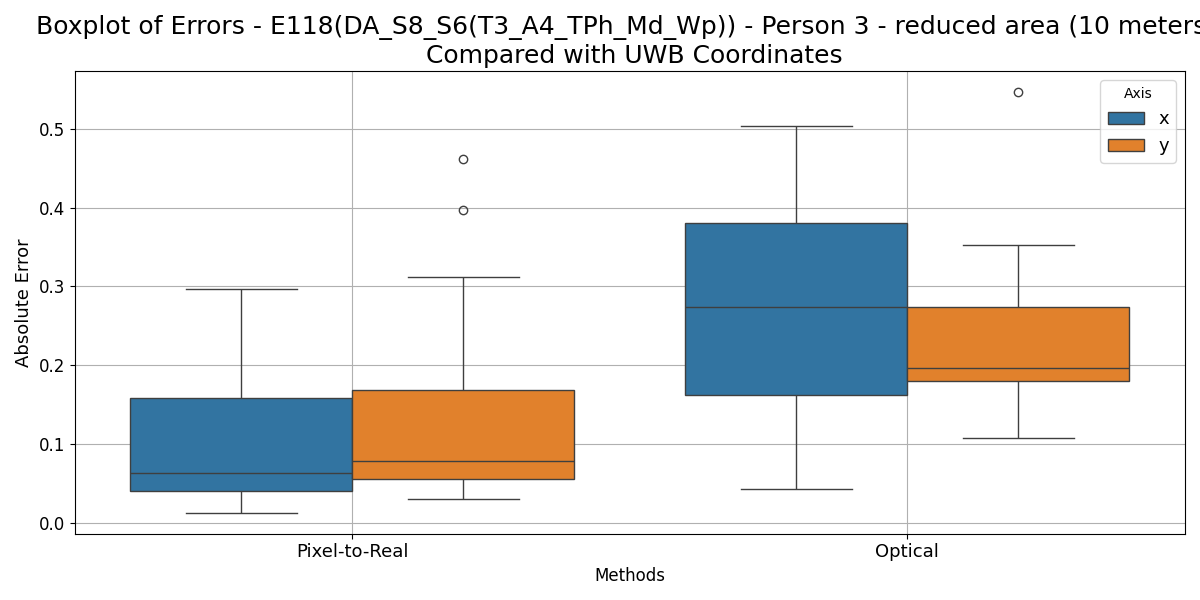 Boxplot of Errors - E118(DA_S8_S6(T3_A4_TPh_Md_Wp)) - Person 3 - reduced area (10 meters
Compared with UWB Coordinates
Axis
x
y
0.5
0.4
0.3
0.2
0.1
0.0
Absolute Error
Pixel-to-Real
Optical
Methods